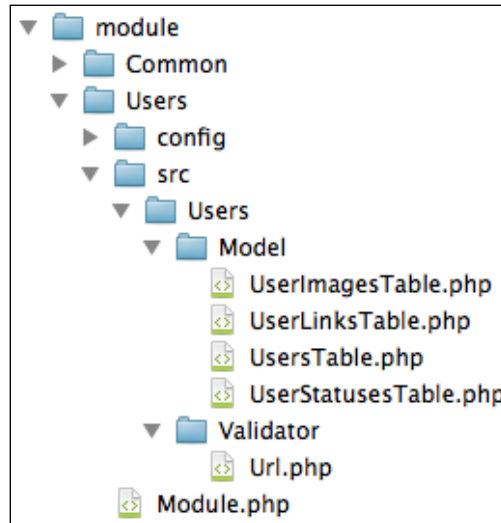 module
Common
Users
config
src
Users
Model
UserImagesTable.php
UserLinksTable.php
UsersTable.php
UserStatusesTable.php
Validator
Url.php
Module.php